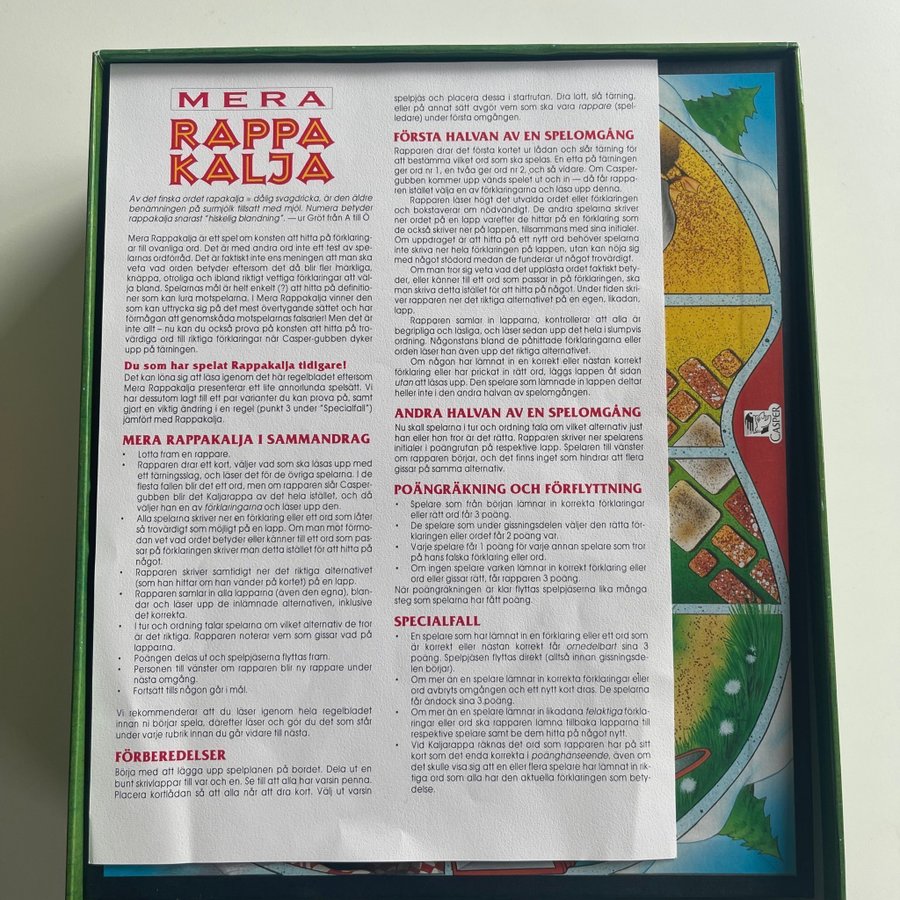 MERA
RAPPA
KALJA
Av det finska ordet rapakalja = dålig svagdricka, är den äldre
benämningen på surmjölk tillsatt med mjöl. Numera betyder
rappakalja snarast "hiskelig blandning". — ur Gröt från A till Ö
Mera Rappakalja är ett spel om konsten att hitta på förklaring-
ar till ovanliga ord. Det är med andra ord inte ett test av spe-
larnas ordförråd. Det är faktiskt inte ens meningen att man ska
veta vad orden betyder eftersom det då blir fler märkliga,
knäppa, otroliga och ibland riktigt vettiga förklaringar att väl-
ja bland. Spelarnas mål är helt enkelt (?) att hitta på definitio-
ner som kan lura motspelarna. I Mera Rappakalja vinner den
som kan uttrycka sig på det mest övertygande sättet och har
förmågan att genomskåda motspelarnas falsarier! Men det är
inte allt – nu kan du också prova på konsten att hitta på tro-
värdiga ord till riktiga förklaringar när Casper-gubben dyker
upp på tärningen.
Du som har spelat Rappakalja tidigare!
Det kan löna sig att läsa igenom det här regelbladet eftersom
Mera Rappakalja presenterar ett lite annorlunda spelsätt. Vi
har dessutom lagt till ett par varianter du kan prova på, samt
gjort en viktig ändring i en regel (punkt 3 under "Specialfall")
jämfört med Rappakalja.
MERA RAPPAKALJA I SAMMANDRAG
• Lotta fram en rappare.
• Rapparen drar ett kort, väljer vad som ska läsas upp med
ett tärningsslag, och läser det för de övriga spelarna. I de
flesta fallen blir det ett ord, men om rapparen slår Casper-
gubben blir det Kaljarappa av det hela istället, och då
väljer han en av förklaringarna och läser upp den.
• Alla spelarna skriver ner en förklaring eller ett ord som låter
så trovärdigt som möjligt på en lapp. Om man möt förmo-
dan vet vad ordet betyder eller känner till ett ord som pas-
sar på förklaringen skriver man detta istället för att hitta på
något.
• Rapparen skriver samtidigt ner det riktiga alternativet
(som han hittar om han vänder på kortet) på en lapp.
• Rapparen samlar in alla lapparna (även den egna), blan-
dar och läser upp de inlämnade alternativen, inklusive
det korrekta.
• I tur och ordning talar spelarna om vilket alternativ de tror
är det riktiga. Rapparen noterar vem som gissar vad på
lapparna.
• Poängen delas ut och spelpjäserna flyttas fram.
• Personen till vänster om rapparen blir ny rappare under
nästa omgång.
• Fortsätt tills någon går i mål.
Vi rekommenderar att du läser igenom hela regelbladet
innan ni börjar spela, därefter läser och gör du det som står
under varje rubrik innan du går vidare till nästa.
FÖRBEREDELSER
Börja med att lägga upp spelplanen på bordet. Dela ut en
bunt skrivlappar till var och en. Se till att alla har varsin penna.
Placera kortlådan så att alla når att dra kort. Välj ut varsin
spelpjäs och placera dessa i startrutan. Dra lott, slå tärning,
eller på annat sätt avgör vem som ska vara rappare (spel-
ledare) under första omgången.
FÖRSTA HALVAN AV EN SPELOMGÅNG
Rapparen drar det första kortet ur lådan och slår tärning för
att bestämma vilket ord som ska spelas. En etta på tärningen
ger ord nr 1, en tvåa ger ord nr 2, och så vidare. Om Casper-
gubben kommer upp vänds spelet ut och in — då får rappa-
ren istället välja en av förklaringarna och läsa upp denna.
Rapparen läser högt det utvalda ordet eller förklaringen
och bokstaverar om nödvändigt. De andra spelarna skriver
ner ordet på en lapp varefter de hittar på en förklaring som
de också skriver ner på lappen, tillsammans med sina initialer.
Om uppdraget är att hitta på ett nytt ord behöver spelarna
inte skriva ner hela förklaringen på lappen, utan kan nöja sig
med något stödord medan de funderar ut något trovärdigt.
Om man tror sig veta vad det upplästa ordet faktiskt bety-
der, eller känner till ett ord som passar in på förklaringen, ska
man skriva detta istället för att hitta på något. Under tiden skri-
ver rapparen ner det riktiga alternativet på en egen, likadan,
lapp.
Rapparen samlar in lapparna, kontrollerar att alla är
begripliga och läsliga, och läser sedan upp det hela i slumpvis
ordning. Någonstans bland de påhittade förklaringarna eller
orden läser han även upp det riktiga alternativet.
Om någon har lämnat in en korrekt eller nästan korrekt
förklaring eller har prickat in rätt ord, läggs lappen åt sidan
utan att läsas upp. Den spelare som lämnade in lappen deltar
heller inte i den andra halvan av spelomgången.
ANDRA HALVAN AV EN SPELOMGÅNG
Nu skall spelarna i tur och ordning tala om vilket alternativ just
han eller hon tror är det rätta. Rapparen skriver ner spelarens
initialer i poängrutan på respektive lapp. Spelaren till vänster
om rapparen börjar, och det finns inget som hindrar att flera
gissar på samma alternativ.
POÄNGRÄKNING OCH FÖRFLYTTNING
• Spelare som från början lämnar in korrekta förklaringar
eller rätt ord får 3 poäng.
• De spelare som under gissningsdelen väljer den rätta för-
klaringen eller ordet får 2 poäng var.
• Varje spelare får 1 poäng för varje annan spelare som tror
på hans falska förklaring eller ord.
• Om ingen spelare varken lämnar in korrekt förklaring eller
ord eller gissar rätt, får rapparen 3 poäng.
När poängräkningen är klar flyttas spelpjäserna lika många
steg som spelarna har fått poäng.
SPECIALFALL
• En spelare som har lämnat in en förklaring eller ett ord som
är korrekt eller nästan korrekt får omedelbart sina 3
poäng. Spelpjäsen flyttas direkt (alltså innan gissningsde-
len börjar).
• Om mer än en spelare lämnar in korrekta förklaringar eller
ord avbryts omgången och ett nytt kort dras. De spelarna
får ändock sina 3 poäng.
• Om mer än en spelare lämnar in likadana felaktiga förkla-
ringar eller ord ska rapparen lämna tillbaka lapparna till
respektive spelare samt be dem hitta på något nytt.
• Vid Kaljarappa räknas det ord som rapparen har på sitt
kort som det enda korrekta i poänghänseende, även om
det skulle visa sig att en eller flera spelare har lämnat in rik-
tiga ord som alla har den aktuella förklaringen som bety-
delse.
CASPER